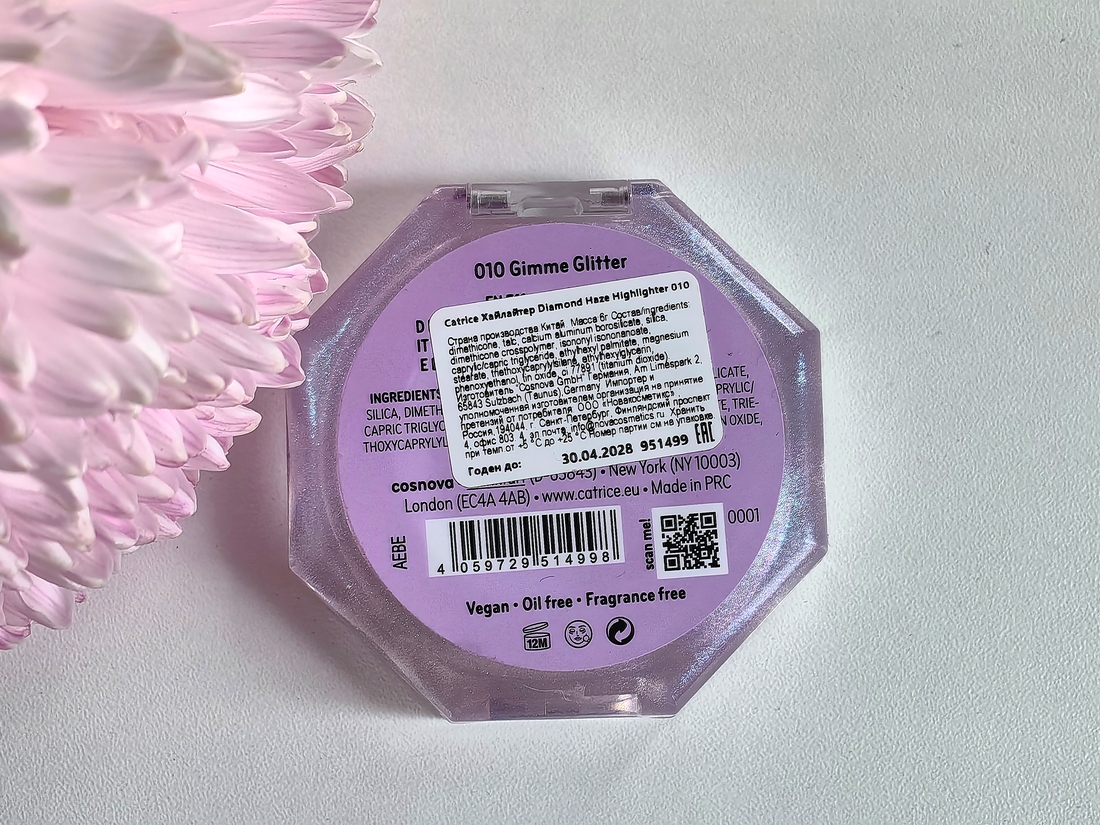 010 Gimme Glitter
Catrice Хайлайтер Diamond Haze Highlighter 010
Страна производства Китай. Масса 6г Состав/ingredients:
dimethicone, talc, calcium aluminum borosilicate, silica,
dimethicone crosspolymer, isononyl isononanoate,
caprylic/capric triglyceride, ethylhexyl palmitate, magnesium
stearate, triethoxycaprylylsilane, ethylhexylglycerin,
phenoxyethanol, tin oxide, ci 77891 (titanium dioxide).
Изготовитель "Cosnova GmbH" Германия, Am Limespark 2,
65843 Sulzbach (Taunus) Germany Импортер и
уполномоченная изготовителем организация на принятие
претензий от потребителя ООО «Новакосметикс»
Россия, 194044, г. Санкт-Петербург, Финляндский проспект
4, офис 803_4, эл почта info@novacosmetics.ru Хранить
при темп от +5 °С до +25 °С Номер партии см на упаковке
Годен до: 30.04.2028 951499 EAC
INGREDIENTS
SILICA, DIMETH
CAPRIC TRIGLYC
THOXYCAPRYLYL
LICATE,
PRYLIC/
TE, TRIE-
N OXIDE,
cosnova (D-65843) • New York (NY 10003)
London (EC4A 4AB) • www.catrice.eu • Made in PRC
AEBE
4 059729 514998
scan me!
0001
Vegan • Oil free • Fragrance free
12M